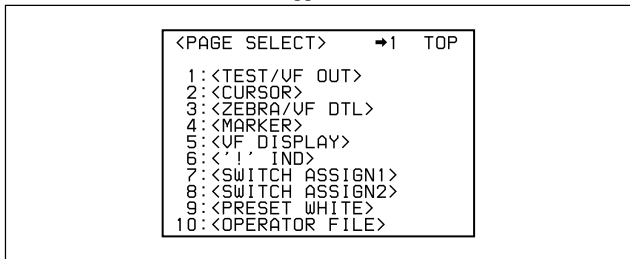 <PAGE SELECT> ➡1 TOP
1:<TEST/VF OUT>
2:<CURSOR>
3:<ZEBRA/VF DTL>
4:<MARKER>
5:<VF DISPLAY>
6:<'!' IND>
7:<SWITCH ASSIGN1>
8:<SWITCH ASSIGN2>
9:<PRESET WHITE>
10:<OPERATOR FILE>